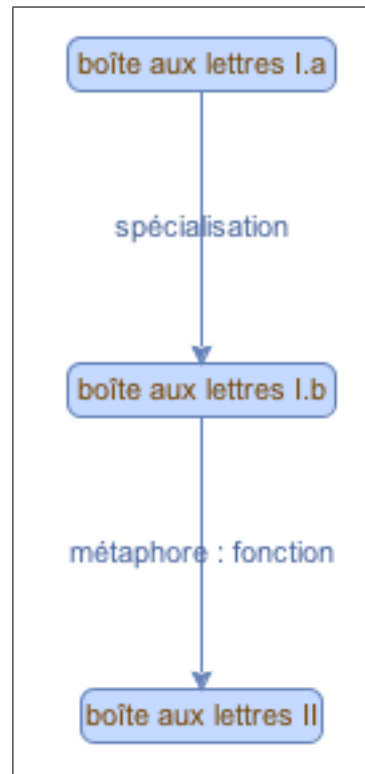 boîte aux lettres I.a
spécialisation
boîte aux lettres I.b
métaphore : fonction
boîte aux lettres II